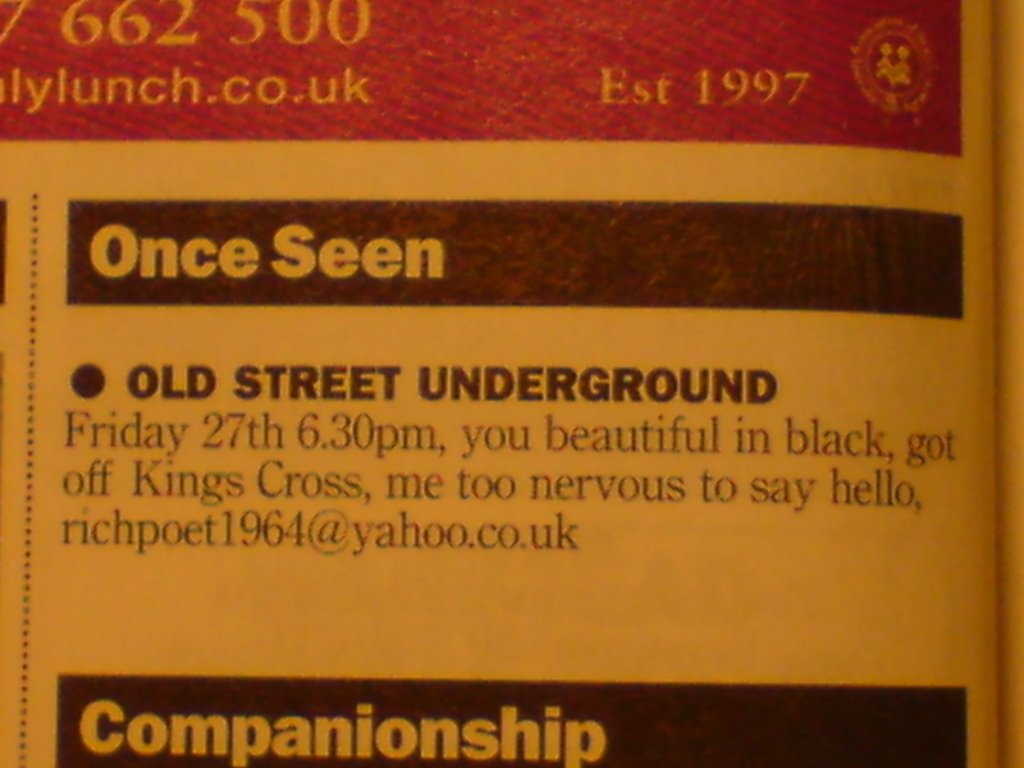 7 662 500
lylunch.co.uk
Est 1997
Once Seen
● OLD STREET UNDERGROUND
Friday 27th 6.30pm, you beautiful in black, got
off Kings Cross, me too nervous to say hello,
richpoet1964@yahoo.co.uk
Companionship